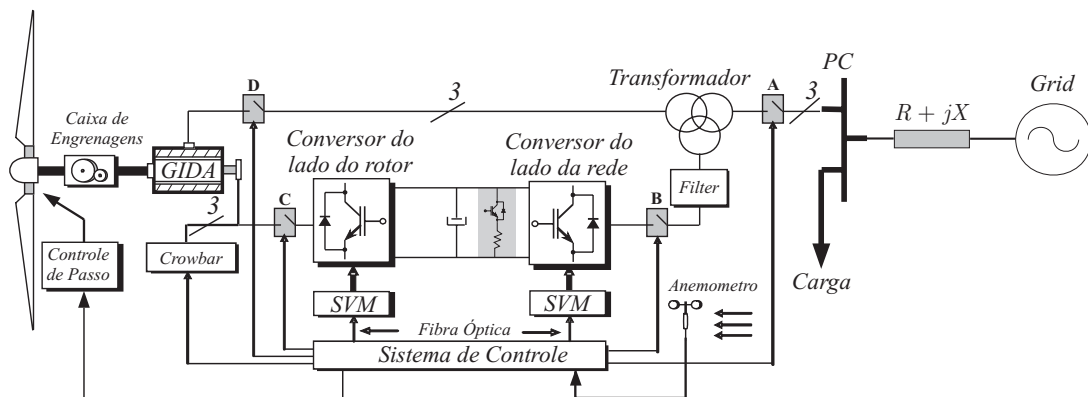 D
3
Transformador
A
3
PC
Grid
R + jX
Caixa de
Engrenagens
GIDA
Conversor do
lado do rotor
Conversor do
lado da rede
Filter
3
C
B
Controle
de Passo
Crowbar
SVM
SVM
Anemometro
Carga
Fibra Óptica
Sistema de Controle